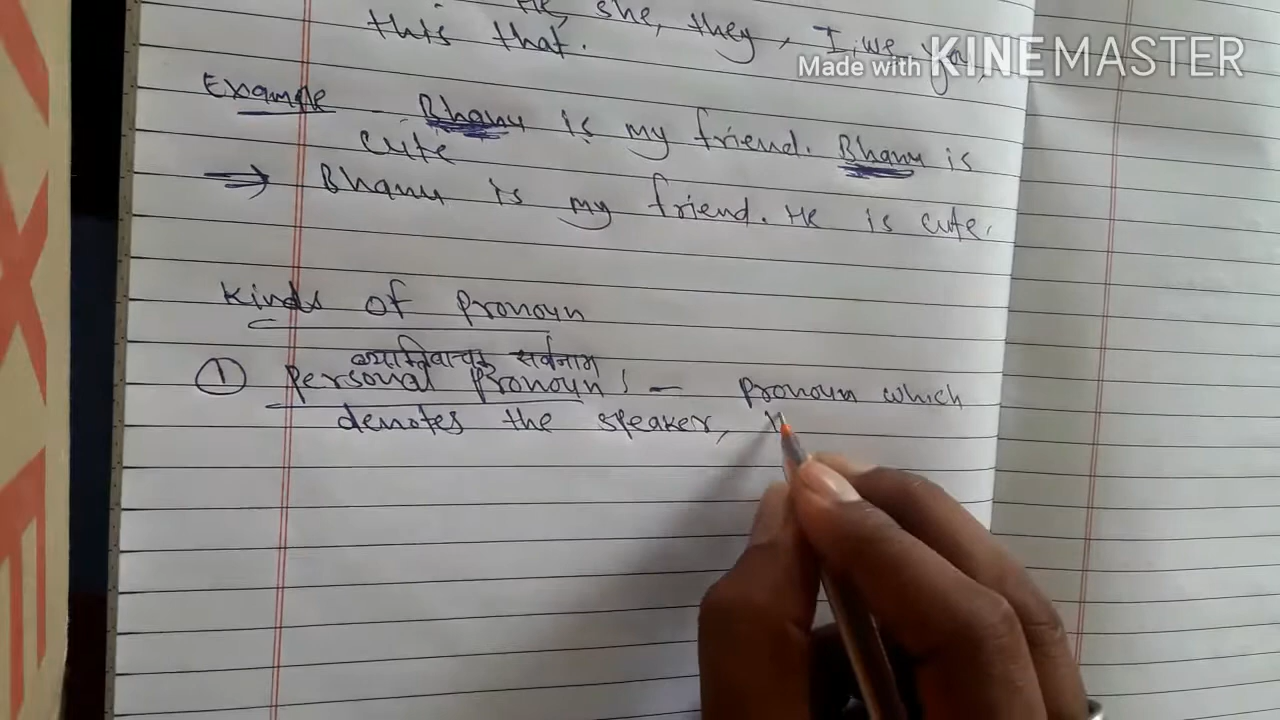 He, she, they, I, we, you,
this that.
Made with KINEMASTER
Example - Bhanu is my friend. Bhanu is
cute
⇒ Bhanu is my friend. He is cute.
Kinds of pronoun
व्यक्तिवाचक सर्वनाम
① Personal pronoun :- pronoun which
denotes the speaker,